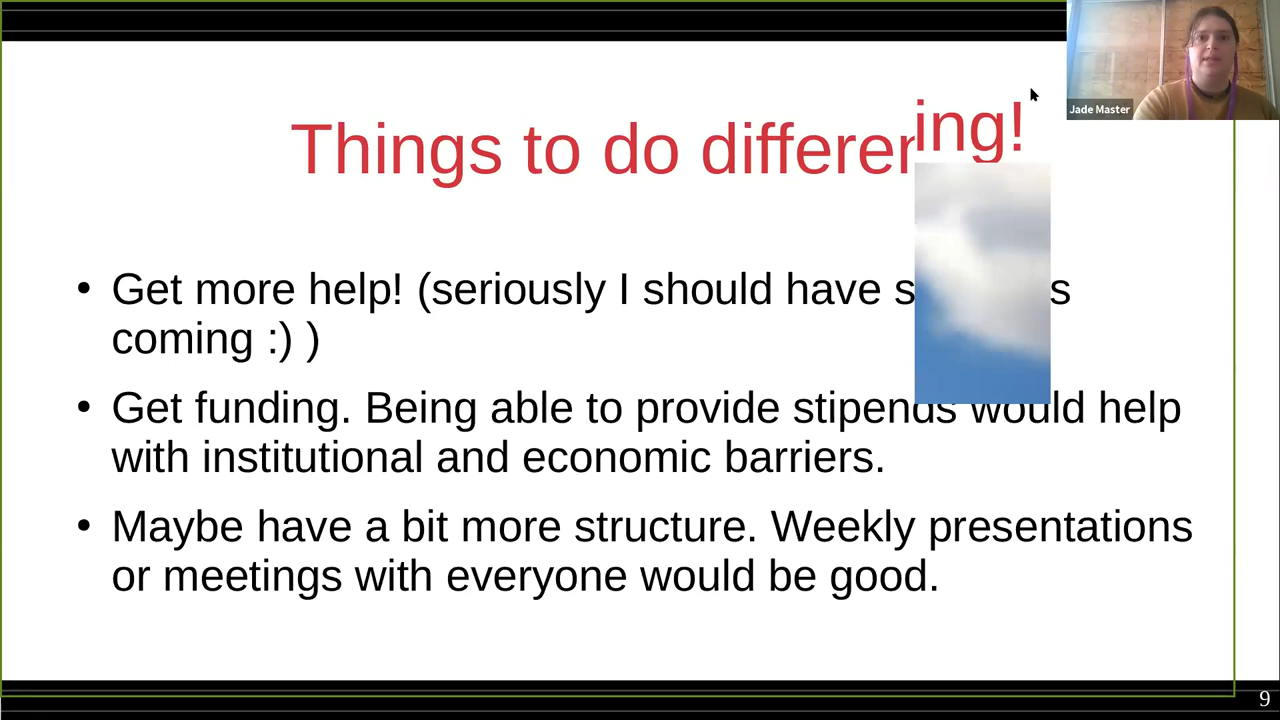 Jade Master
Things to do differen
ing!
Get more help! (seriously I should have s
coming :) )
Get funding. Being able to provide stipends would help
with institutional and economic barriers.
Maybe have a bit more structure. Weekly presentations
or meetings with everyone would be good.
9